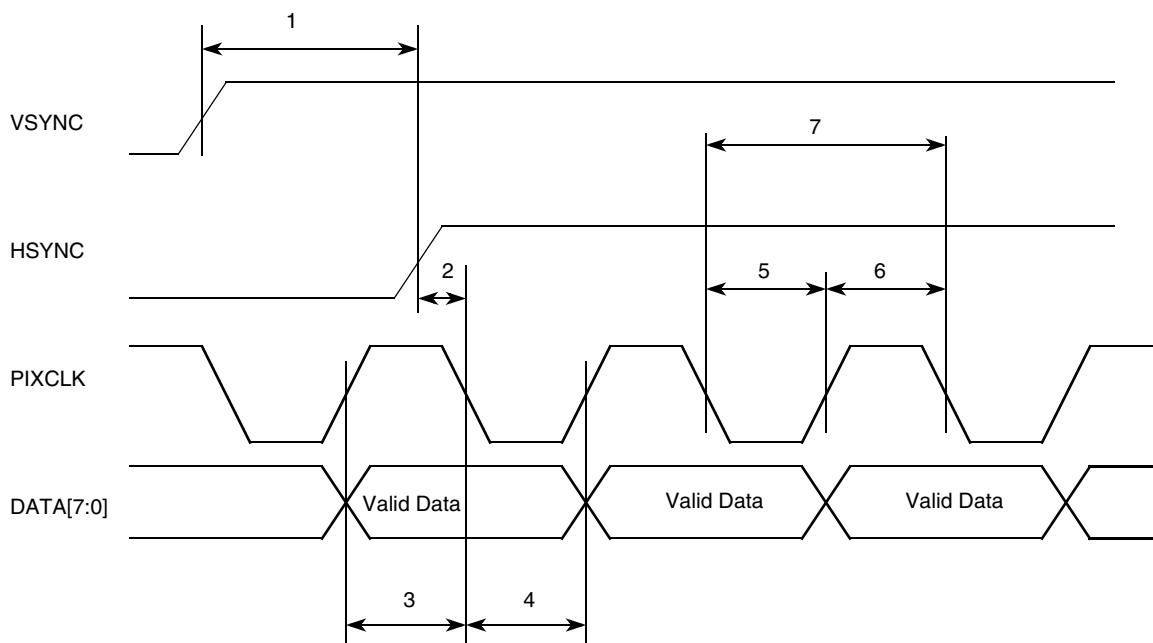 1
VSYNC
7
HSYNC
2
5
6
PIXCLK
DATA[7:0]
Valid Data
Valid Data
Valid Data
3
4